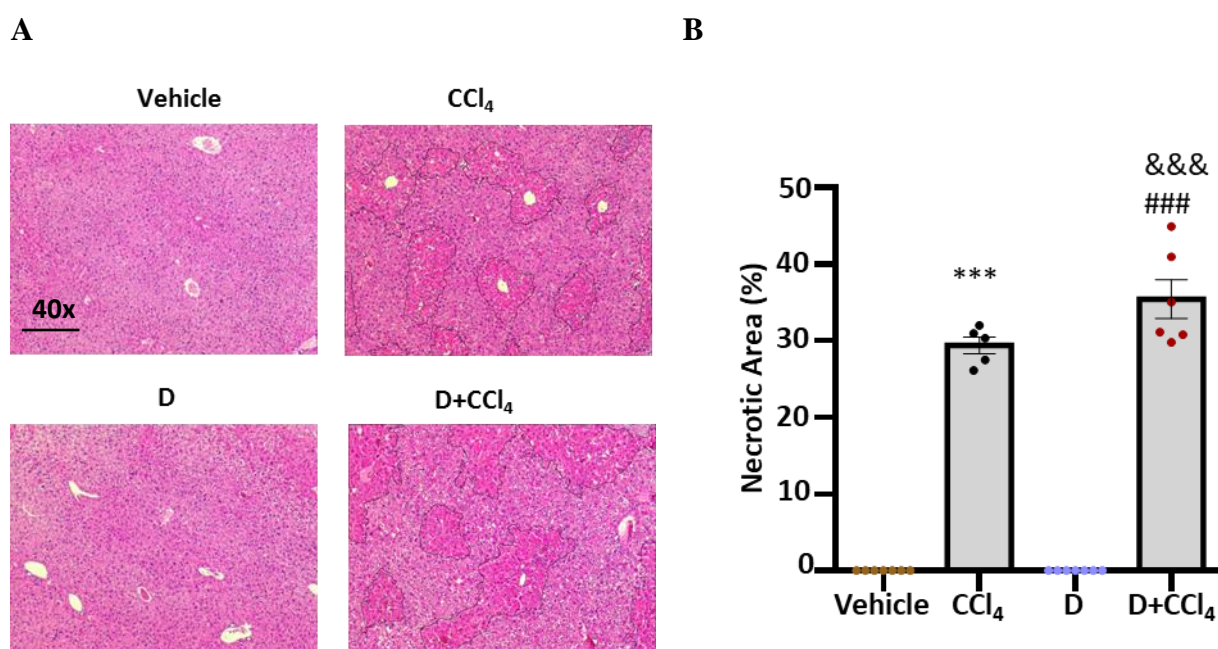 A
B
Vehicle
CCl₄
40x
D
D+CCl₄
Necrotic Area (%)
50
40
30
20
10
0
***
&&&
###
Vehicle
CCl₄
D
D+CCl₄